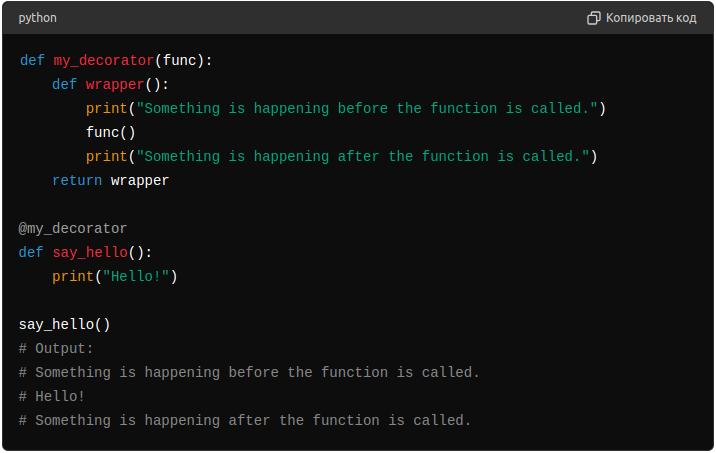 python
Копировать код
def my_decorator(func):
    def wrapper():
        print("Something is happening before the function is called.")
        func()
        print("Something is happening after the function is called.")
    return wrapper

@my_decorator
def say_hello():
    print("Hello!")

say_hello()
# Output:
# Something is happening before the function is called.
# Hello!
# Something is happening after the function is called.